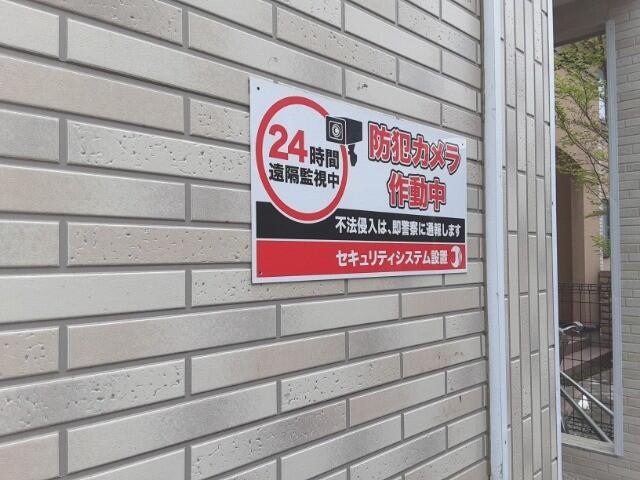 24時間
遠隔監視中
防犯カメラ
作動中
不法侵入は、即警察に通報します
セキュリティシステム設置